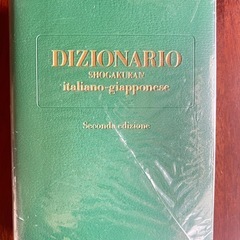 DIZIONARIO
SHOGAKUKAN
italiano-giapponese
Seconda edizione